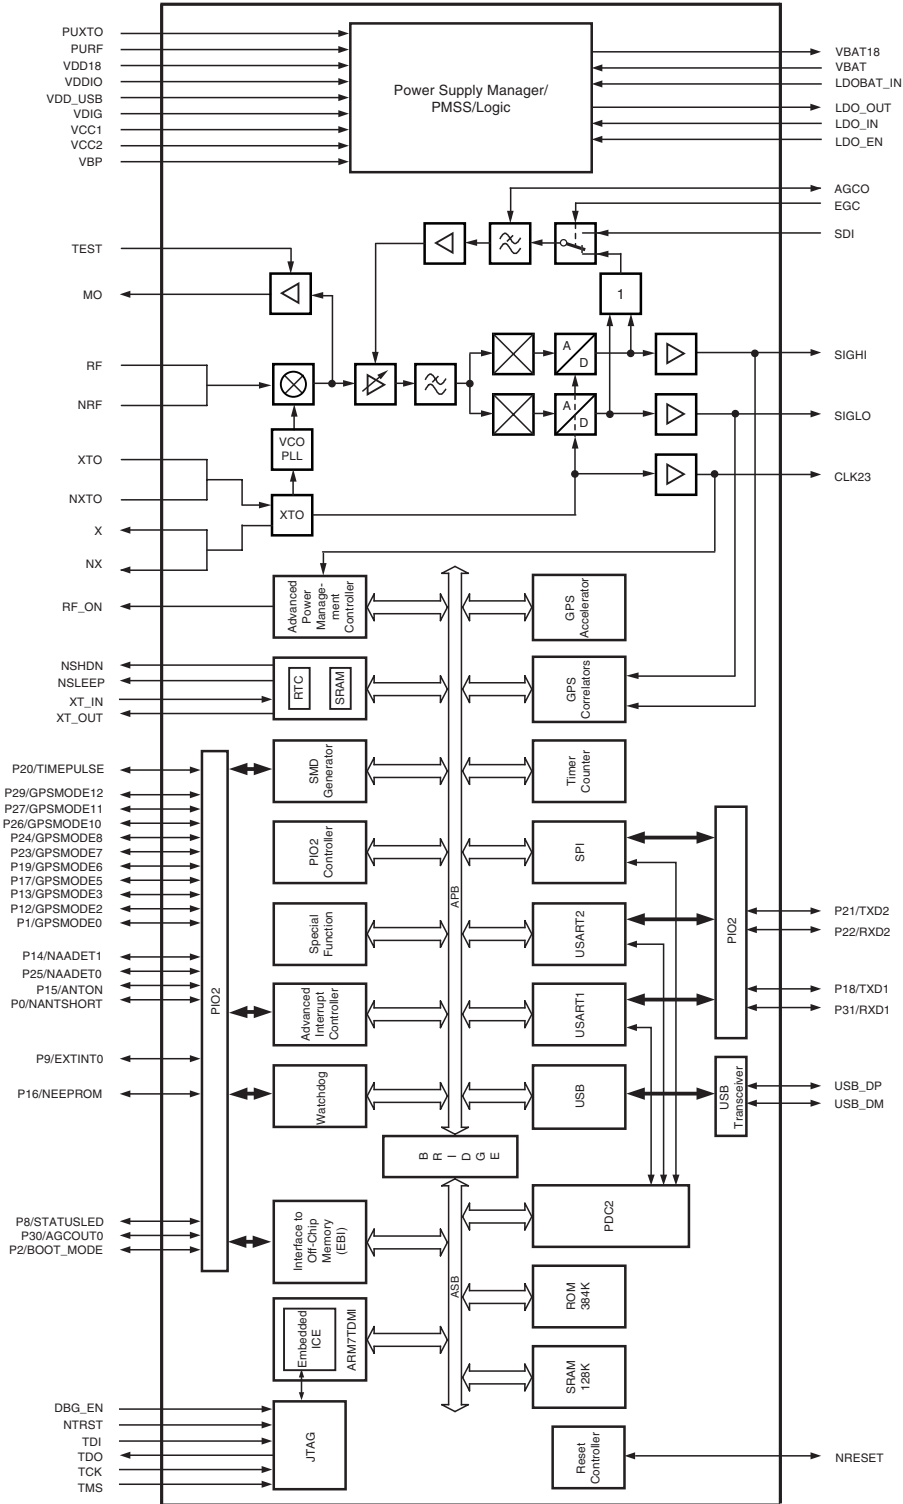 PUXTO
PURF
VDD18
VDDIO
VDD_USB
VDIG
VCC1
VCC2
VBP
Power Supply Manager/
PMSS/Logic
VBAT18
VBAT
LDOBAT_IN
LDO_OUT
LDO_IN
LDO_EN
AGCO
EGC
SDI
TEST
MO
1
RF
NRF
A
D
A
D
SIGHI
SIGLO
VCO
PLL
XTO
NXTO
X
NX
XTO
CLK23
RF_ON
Advanced
Power
Manage-
ment
Controller
GPS
Accelerator
NSHDN
NSLEEP
XT_IN
XT_OUT
RTC
SRAM
GPS
Correlators
P20/TIMEPULSE
P29/GPSMODE12
P27/GPSMODE11
P26/GPSMODE10
P24/GPSMODE8
P23/GPSMODE7
P19/GPSMODE6
P17/GPSMODE5
P13/GPSMODE3
P12/GPSMODE2
P1/GPSMODE0
P14/NAADET1
P25/NAADET0
P15/ANTON
P0/NANTSHORT
P9/EXTINT0
P16/NEEPROM
P8/STATUSLED
P30/AGCOUT0
P2/BOOT_MODE
PIO2
SMD
Generator
PIO2
Controller
Special
Function
Advanced
Interrupt
Controller
Watchdog
APB
Timer
Counter
SPI
USART2
USART1
USB
PIO2
P21/TXD2
P22/RXD2
P18/TXD1
P31/RXD1
USB
Transceiver
USB_DP
USB_DM
BRIDGE
Interface to
Off-Chip
Memory
(EBI)
ASB
PDC2
ROM
384K
SRAM
128K
Embedded
ICE
ARM7TDMI
DBG_EN
NTRST
TDI
TDO
TCK
TMS
JTAG
Reset
Controller
NRESET